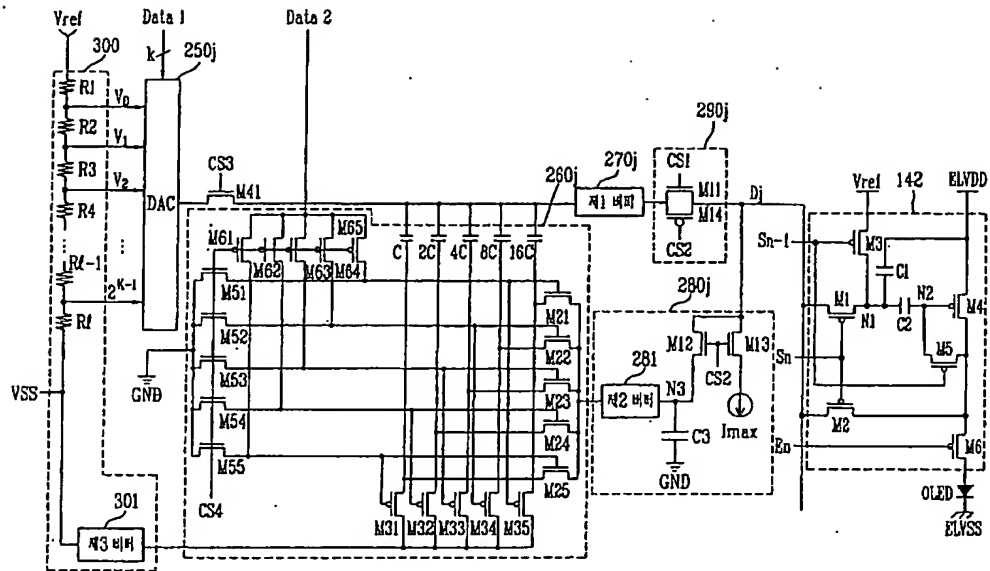 Vref
Data 1
Data 2
300
k
250j
R1
V0
R2
V1
R3
V2
R4
DAC
CS3
M41
Rℓ-1
2K-1
Rℓ
VSS
GND
301
제3 버퍼
M61
M62
M63
M64
M65
M51
M52
M53
M54
M55
CS4
260j
C
2C
4C
8C
16C
M21
M22
M23
M24
M25
M31
M32
M33
M34
M35
270j
제1 버퍼
290j
CS1
M11
M14
CS2
Dj
280j
281
제2 버퍼
M12
M13
CS2
N3
C3
GND
Imax
142
Vref
ELVDD
Sn-1
M3
C1
M1
N1
C2
N2
M4
M5
Sn
M2
En
M6
OLED
ELVSS